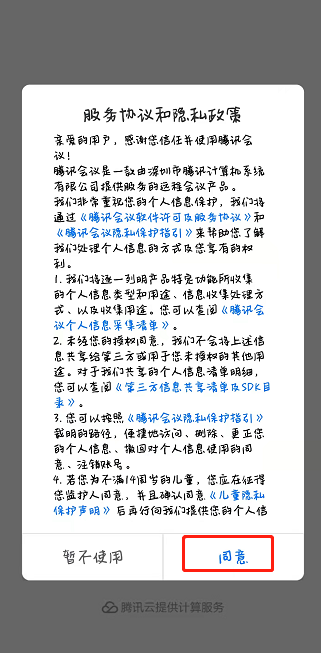 服务协议和隐私政策
亲爱的用户，感谢您信任并使用腾讯会
议！
腾讯会议是一款由深圳市腾讯计算机系统
有限公司提供服务的远程会议产品。
我们非常重视您的个人信息保护，我们将
通过《腾讯会议软件许可及服务协议》和
《腾讯会议隐私保护指引》来帮助您了解
我们处理个人信息的方式及您享有的权
利。
1. 我们将逐一列明产品特定功能所收集
的个人信息类型和用途、信息收集处理方
式、以及收集用途。您可以查阅《腾讯会
议个人信息采集清单》。
2. 未经您的授权同意，我们不会将上述信
息共享给第三方或用于您未授权的其他用
途。对于我们共享的个人信息清单明细，
您可以查阅《第三方信息共享清单及SDK目
录》。
3. 您可以按照《腾讯会议隐私保护指引》
载明的路径，便捷地访问、删除、更正您
的个人信息、撤回对个人信息使用的同
意、注销账号。
4. 若您为不满14周岁的儿童，您应在征得
您监护人同意，并且确认同意《儿童隐私
保护声明》后再行向我们提供您的个人信
暂不使用
同意
腾讯云提供计算服务